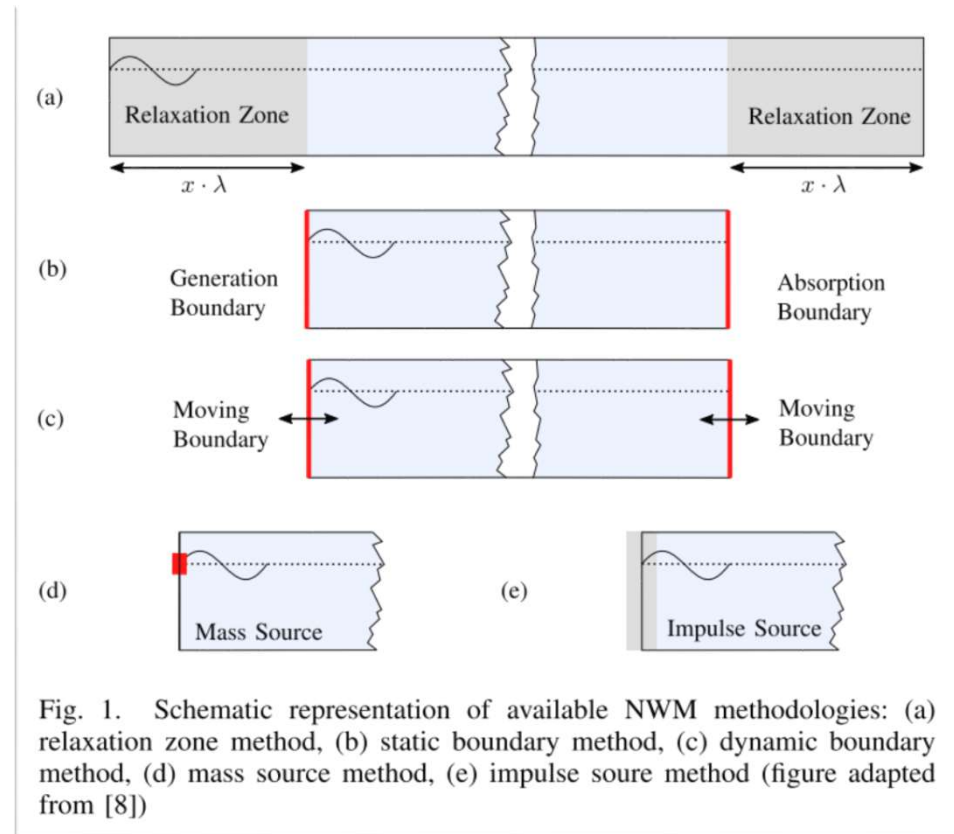 (a)
Relaxation Zone
Relaxation Zone
x · λ
x · λ
(b)
Generation
Boundary
Absorption
Boundary
(c)
Moving
Boundary
Moving
Boundary
(d)
Mass Source
(e)
Impulse Source
Fig. 1. Schematic representation of available NWM methodologies: (a)
relaxation zone method, (b) static boundary method, (c) dynamic boundary
method, (d) mass source method, (e) impulse soure method (figure adapted
from [8])